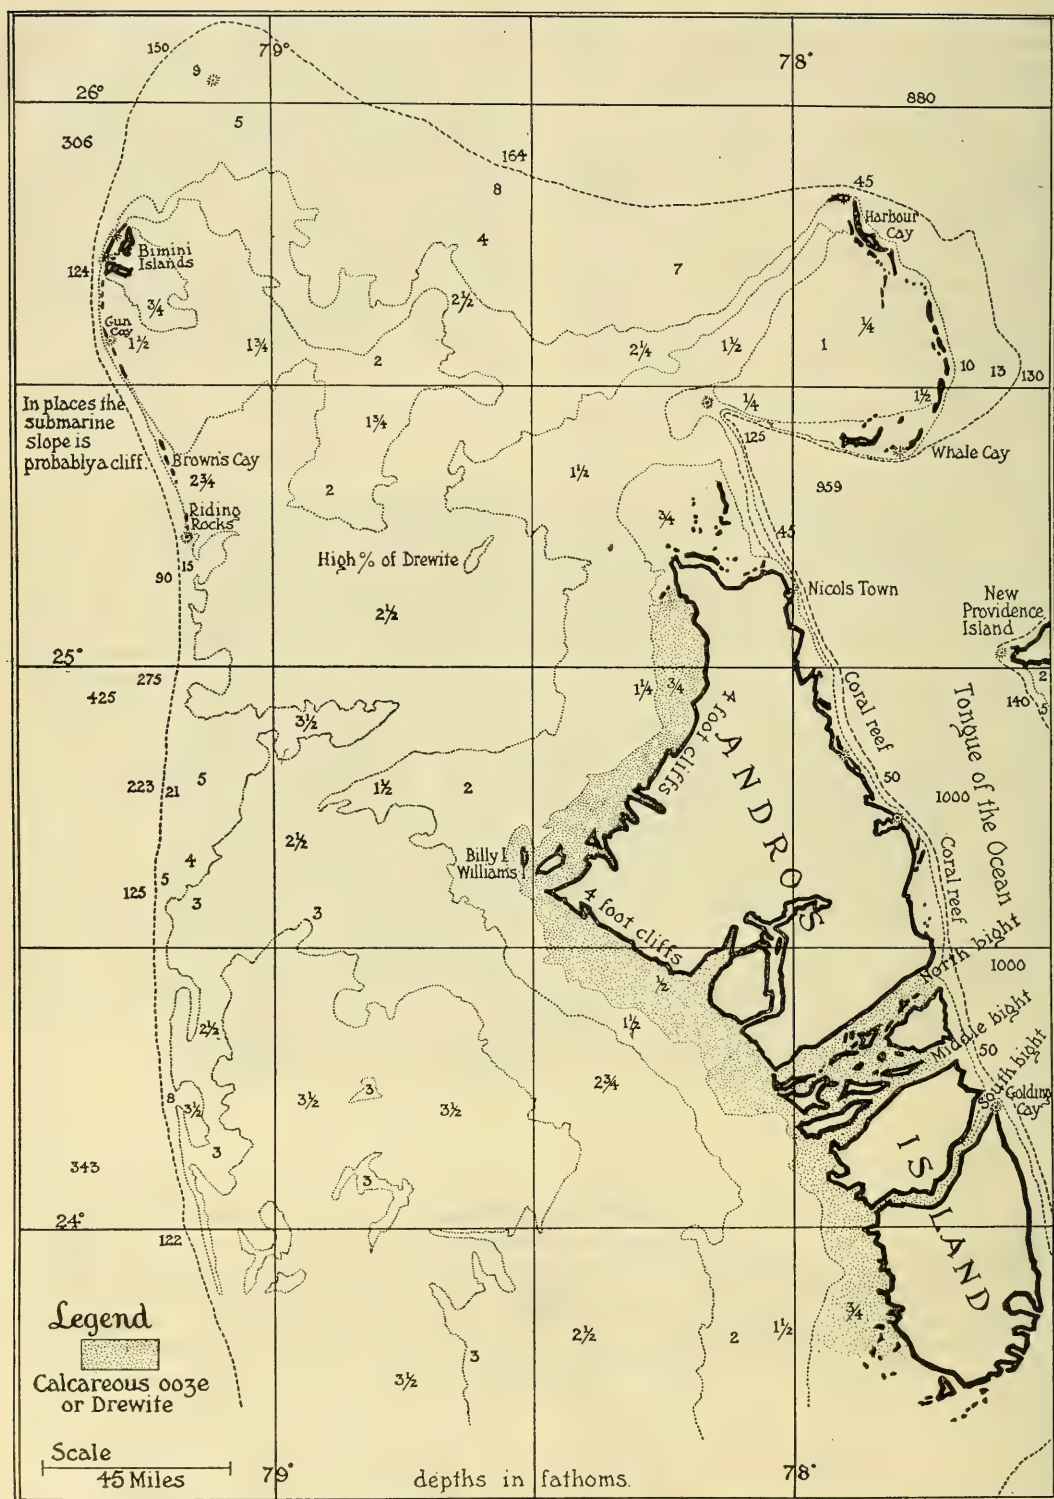 150
79°
78°
9
26°
880
5
306
164
8
45
Harbour
Cay
4
Bimini
Islands
7
124
2½
¾
¼
Gun
Cay
1½
1¾
2¼
1½
1
2
10
13
130
In places the
submarine
slope is
probably a cliff.
¼
1½
1¾
125
Brown's Cay
Whale Cay
1½
2¾
2
959
Riding
Rocks
¾
45
High % of Drewite
15
90
Nicols Town
New
Providence
Island
2½
25°
275
1¼
¾
2
425
140
5
3½
4 foot cliffs
Coral reef
Tongue of the Ocean
ANDROS
223
21
5
1½
2
50
1000
2½
4
Billy I
Williams I
Coral reef
125
5
3
4 foot cliffs
3
North bight
½
1000
2½
1½
Middle bight
50
2¾
South bight
8
3½
3½
3
3½
Golding
Cay
3
343
3
ISLAND
24°
122
¾
Legend
2½
2
1½
3
Calcareous ooze
or Drewite
3½
Scale
45 Miles
79°
depths in fathoms.
78°